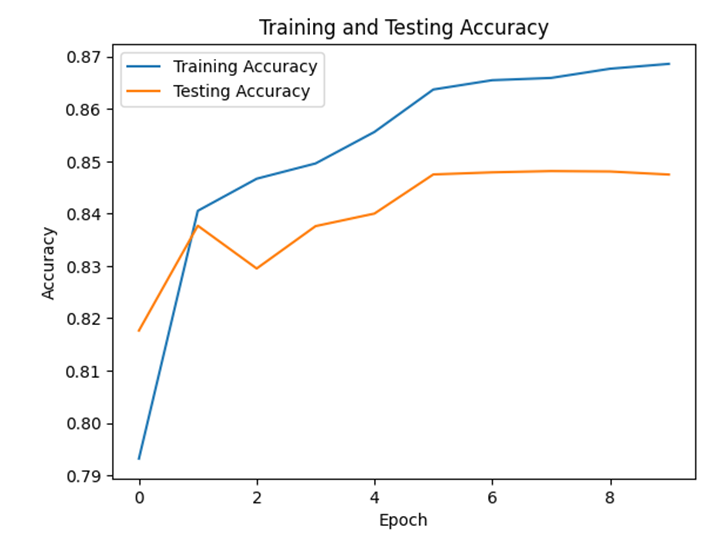 Training and Testing Accuracy
Training Accuracy
Testing Accuracy
0.87
0.86
0.85
0.84
0.83
0.82
0.81
0.80
0.79
Accuracy
0 2 4 6 8
Epoch